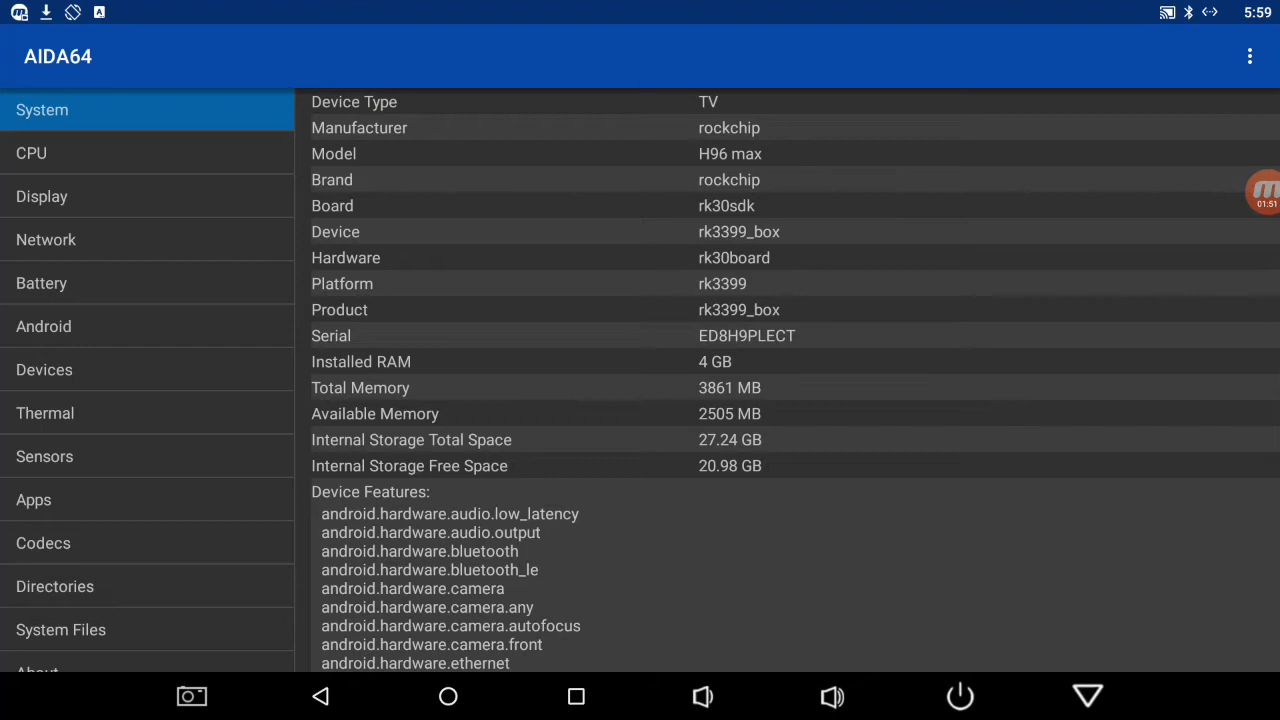 5:59
AIDA64
System
CPU
Display
Network
Battery
Android
Devices
Thermal
Sensors
Apps
Codecs
Directories
System Files
About
Device Type TV
Manufacturer rockchip
Model H96 max
Brand rockchip
Board rk30sdk
Device rk3399_box
Hardware rk30board
Platform rk3399
Product rk3399_box
Serial ED8H9PLECT
Installed RAM 4 GB
Total Memory 3861 MB
Available Memory 2505 MB
Internal Storage Total Space 27.24 GB
Internal Storage Free Space 20.98 GB
Device Features:
android.hardware.audio.low_latency
android.hardware.audio.output
android.hardware.bluetooth
android.hardware.bluetooth_le
android.hardware.camera
android.hardware.camera.any
android.hardware.camera.autofocus
android.hardware.camera.front
android.hardware.ethernet
01:51